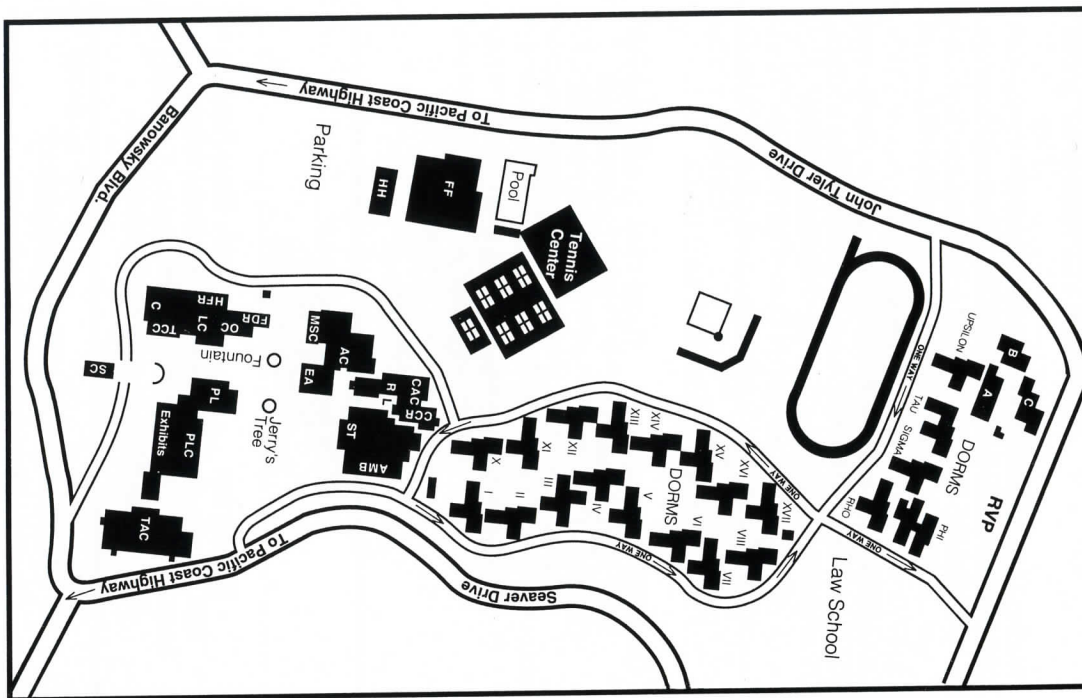 To Pacific Coast Highway
John Tyler Drive
Banowsky Blvd.
Parking
HH
FF
Pool
Tennis
Center
ONE WAY
UPSILON
B
A
C
TAU
SIGMA
DORMS
RVP
RHO
PHI
ONE WAY
ONE WAY
Law School
C
HFR
LC
TCC
OC
FDR
SC
Fountain
MSC
AC
EA
CAC
R
L
CCR
ST
AMB
PL
PLC
Exhibits
Jerry's
Tree
TAC
X
XI
XII
XIII
XIV
XV
XVI
XVII
DORMS
I
II
III
IV
V
VI
VII
VIII
ONE WAY
To Pacific Coast Highway
Seaver Drive